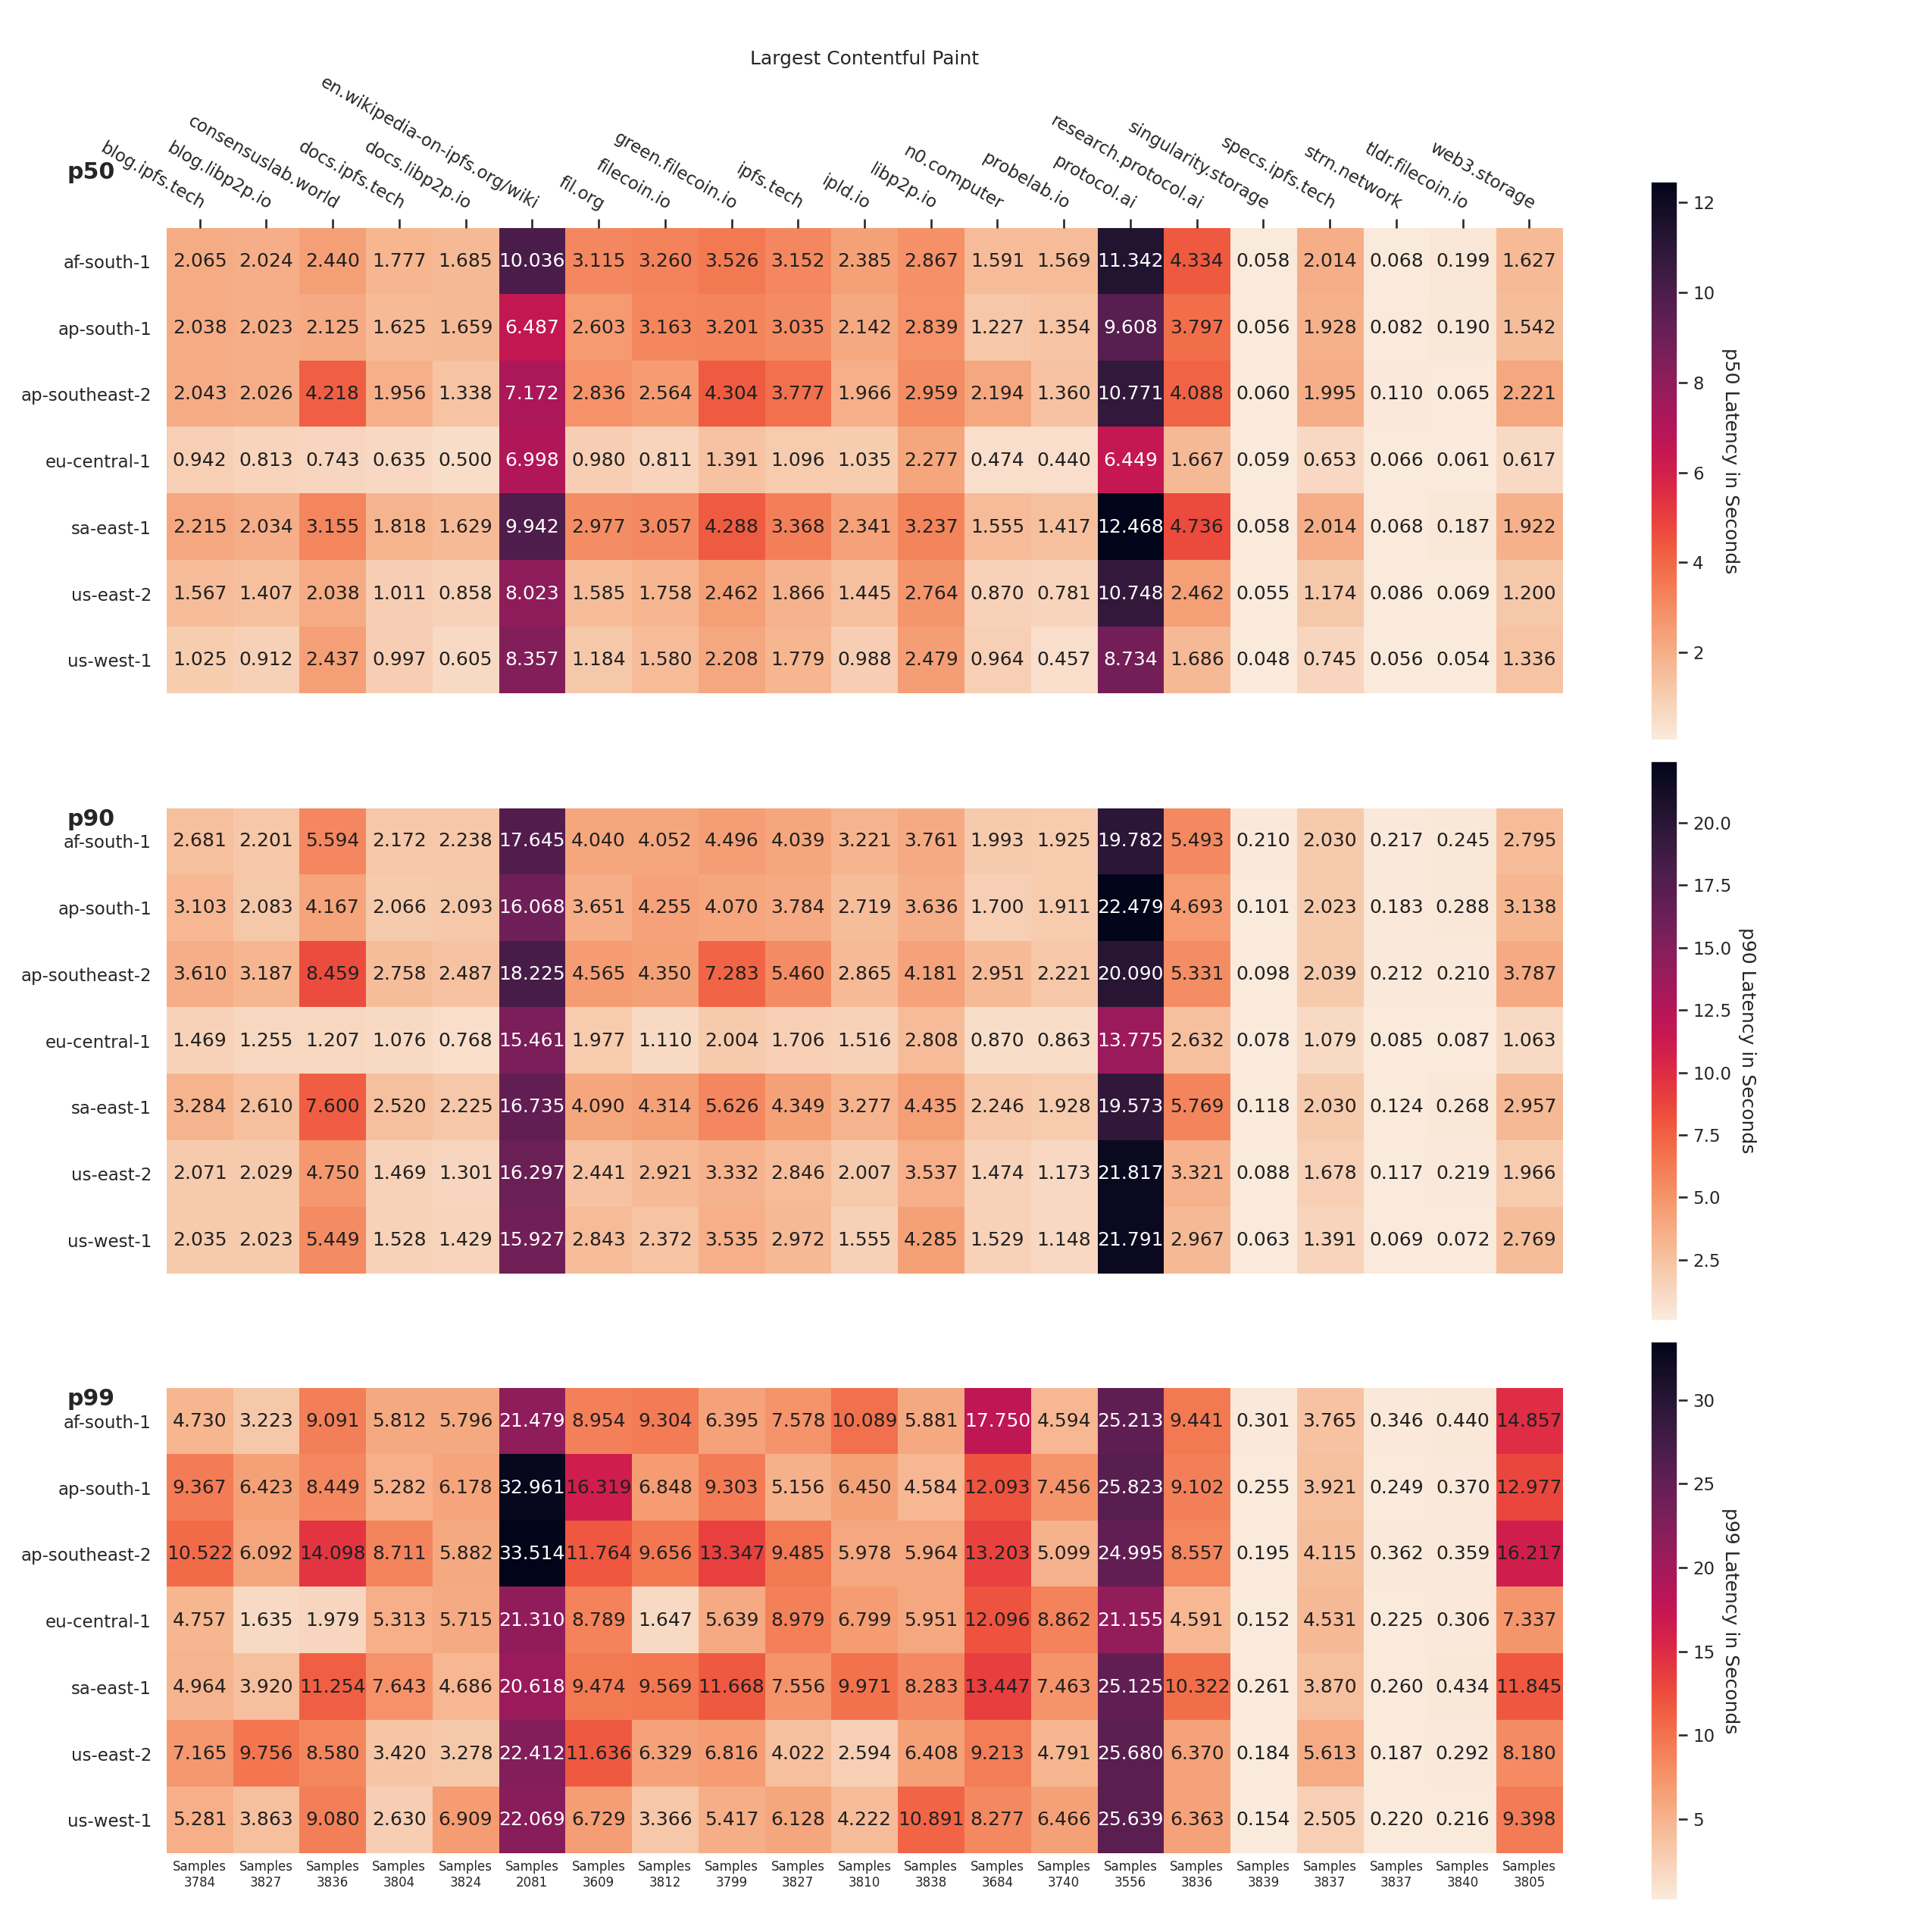 Largest Contentful Paint
p50
blog.ipfs.tech
blog.libp2p.io
consensuslab.world
docs.ipfs.tech
docs.libp2p.io
en.wikipedia-on-ipfs.org/wiki
fil.org
filecoin.io
green.filecoin.io
ipfs.tech
ipld.io
libp2p.io
n0.computer
probelab.io
protocol.ai
research.protocol.ai
singularity.storage
specs.ipfs.tech
strn.network
tldr.filecoin.io
web3.storage
af-south-1 2.065 2.024 2.440 1.777 1.685 10.036 3.115 3.260 3.526 3.152 2.385 2.867 1.591 1.569 11.342 4.334 0.058 2.014 0.068 0.199 1.627
ap-south-1 2.038 2.023 2.125 1.625 1.659 6.487 2.603 3.163 3.201 3.035 2.142 2.839 1.227 1.354 9.608 3.797 0.056 1.928 0.082 0.190 1.542
ap-southeast-2 2.043 2.026 4.218 1.956 1.338 7.172 2.836 2.564 4.304 3.777 1.966 2.959 2.194 1.360 10.771 4.088 0.060 1.995 0.110 0.065 2.221
eu-central-1 0.942 0.813 0.743 0.635 0.500 6.998 0.980 0.811 1.391 1.096 1.035 2.277 0.474 0.440 6.449 1.667 0.059 0.653 0.066 0.061 0.617
sa-east-1 2.215 2.034 3.155 1.818 1.629 9.942 2.977 3.057 4.288 3.368 2.341 3.237 1.555 1.417 12.468 4.736 0.058 2.014 0.068 0.187 1.922
us-east-2 1.567 1.407 2.038 1.011 0.858 8.023 1.585 1.758 2.462 1.866 1.445 2.764 0.870 0.781 10.748 2.462 0.055 1.174 0.086 0.069 1.200
us-west-1 1.025 0.912 2.437 0.997 0.605 8.357 1.184 1.580 2.208 1.779 0.988 2.479 0.964 0.457 8.734 1.686 0.048 0.745 0.056 0.054 1.336
12
10
8
6
4
2
p50 Latency in Seconds
p90
af-south-1 2.681 2.201 5.594 2.172 2.238 17.645 4.040 4.052 4.496 4.039 3.221 3.761 1.993 1.925 19.782 5.493 0.210 2.030 0.217 0.245 2.795
ap-south-1 3.103 2.083 4.167 2.066 2.093 16.068 3.651 4.255 4.070 3.784 2.719 3.636 1.700 1.911 22.479 4.693 0.101 2.023 0.183 0.288 3.138
ap-southeast-2 3.610 3.187 8.459 2.758 2.487 18.225 4.565 4.350 7.283 5.460 2.865 4.181 2.951 2.221 20.090 5.331 0.098 2.039 0.212 0.210 3.787
eu-central-1 1.469 1.255 1.207 1.076 0.768 15.461 1.977 1.110 2.004 1.706 1.516 2.808 0.870 0.863 13.775 2.632 0.078 1.079 0.085 0.087 1.063
sa-east-1 3.284 2.610 7.600 2.520 2.225 16.735 4.090 4.314 5.626 4.349 3.277 4.435 2.246 1.928 19.573 5.769 0.118 2.030 0.124 0.268 2.957
us-east-2 2.071 2.029 4.750 1.469 1.301 16.297 2.441 2.921 3.332 2.846 2.007 3.537 1.474 1.173 21.817 3.321 0.088 1.678 0.117 0.219 1.966
us-west-1 2.035 2.023 5.449 1.528 1.429 15.927 2.843 2.372 3.535 2.972 1.555 4.285 1.529 1.148 21.791 2.967 0.063 1.391 0.069 0.072 2.769
20.0
17.5
15.0
12.5
10.0
7.5
5.0
2.5
p90 Latency in Seconds
p99
af-south-1 4.730 3.223 9.091 5.812 5.796 21.479 8.954 9.304 6.395 7.578 10.089 5.881 17.750 4.594 25.213 9.441 0.301 3.765 0.346 0.440 14.857
ap-south-1 9.367 6.423 8.449 5.282 6.178 32.961 16.319 6.848 9.303 5.156 6.450 4.584 12.093 7.456 25.823 9.102 0.255 3.921 0.249 0.370 12.977
ap-southeast-2 10.522 6.092 14.098 8.711 5.882 33.514 11.764 9.656 13.347 9.485 5.978 5.964 13.203 5.099 24.995 8.557 0.195 4.115 0.362 0.359 16.217
eu-central-1 4.757 1.635 1.979 5.313 5.715 21.310 8.789 1.647 5.639 8.979 6.799 5.951 12.096 8.862 21.155 4.591 0.152 4.531 0.225 0.306 7.337
sa-east-1 4.964 3.920 11.254 7.643 4.686 20.618 9.474 9.569 11.668 7.556 9.971 8.283 13.447 7.463 25.125 10.322 0.261 3.870 0.260 0.434 11.845
us-east-2 7.165 9.756 8.580 3.420 3.278 22.412 11.636 6.329 6.816 4.022 2.594 6.408 9.213 4.791 25.680 6.370 0.184 5.613 0.187 0.292 8.180
us-west-1 5.281 3.863 9.080 2.630 6.909 22.069 6.729 3.366 5.417 6.128 4.222 10.891 8.277 6.466 25.639 6.363 0.154 2.505 0.220 0.216 9.398
Samples Samples Samples Samples Samples Samples Samples Samples Samples Samples Samples Samples Samples Samples Samples Samples Samples Samples Samples Samples Samples
3784 3827 3836 3804 3824 2081 3609 3812 3799 3827 3810 3838 3684 3740 3556 3836 3839 3837 3837 3840 3805
30
25
20
15
10
5
p99 Latency in Seconds